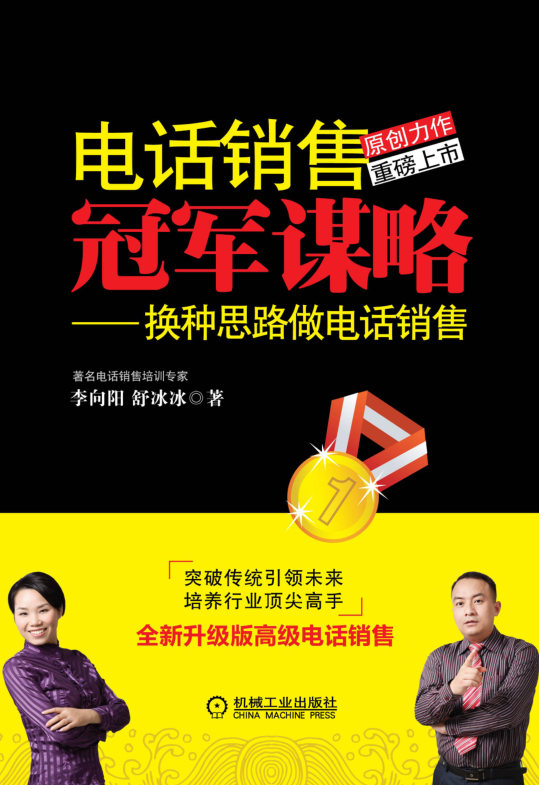 电话销售
原创力作
重磅上市
冠军谋略
——换种思路做电话销售
著名电话销售培训专家
李向阳 舒冰冰◎著
1
突破传统引领未来
培养行业顶尖高手
全新升级版高级电话销售
机械工业出版社
CHINA MACHINE PRESS